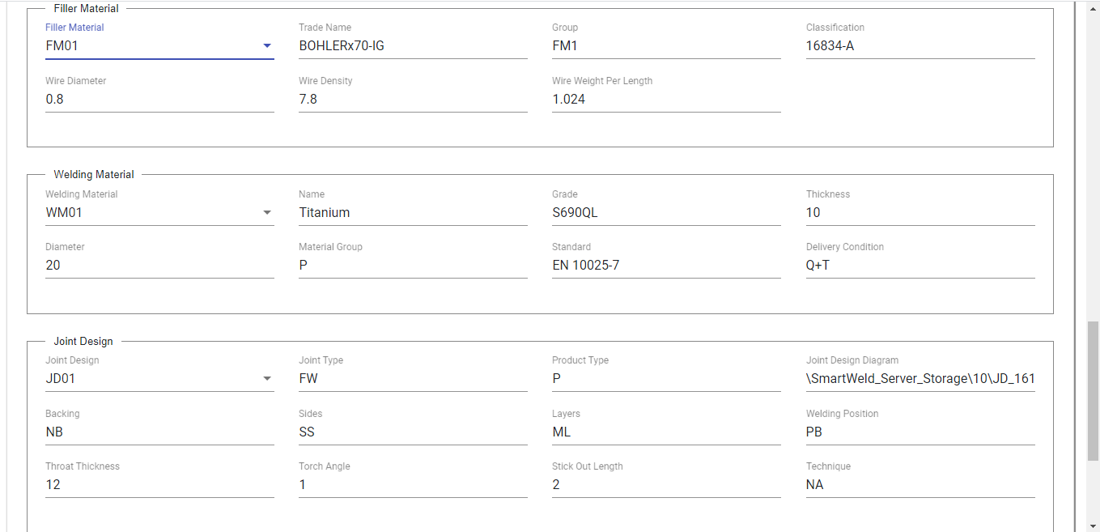 Filler Material
Filler Material Trade Name Group Classification
FM01 BOHLERx70-IG FM1 16834-A
Wire Diameter Wire Density Wire Weight Per Length
0.8 7.8 1.024
Welding Material
Welding Material Name Grade Thickness
WM01 Titanium S690QL 10
Diameter Material Group Standard Delivery Condition
20 P EN 10025-7 Q+T
Joint Design
Joint Design Joint Type Product Type Joint Design Diagram
JD01 FW P \SmartWeld_Server_Storage\10\JD_161
Backing Sides Layers Welding Position
NB SS ML PB
Throat Thickness Torch Angle Stick Out Length Technique
12 1 2 NA